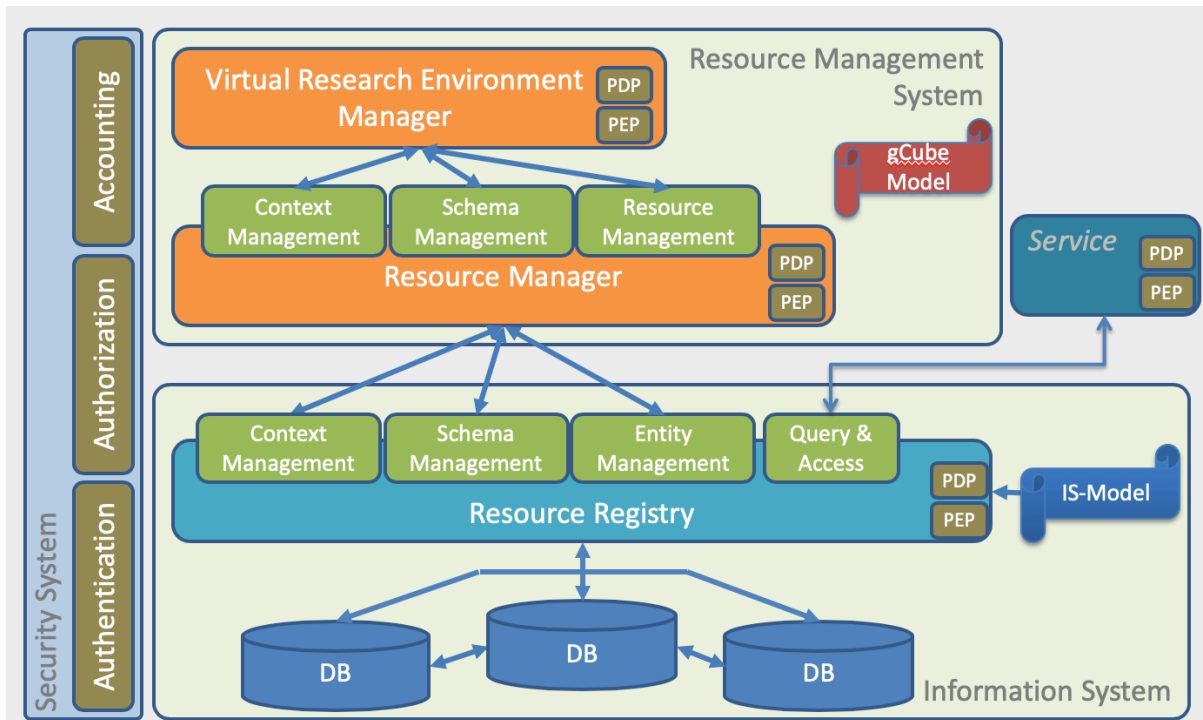 Security System
Accounting
Authorization
Authentication
Resource Management
System
Virtual Research Environment
Manager
PDP
PEP
gCube
Model
Context
Management
Schema
Management
Resource
Management
Resource Manager
PDP
PEP
Service
PDP
PEP
Context
Management
Schema
Management
Entity
Management
Query &
Access
Resource Registry
PDP
PEP
IS-Model
DB
DB
DB
Information System